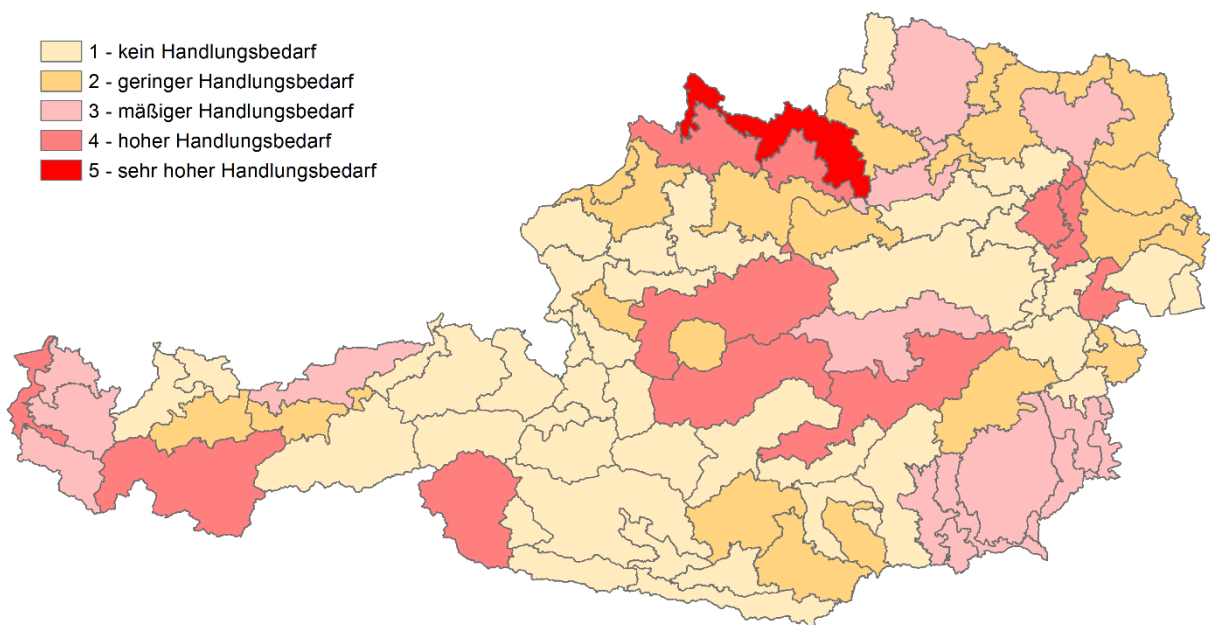 1 - kein Handlungsbedarf
2 - geringer Handlungsbedarf
3 - mäßiger Handlungsbedarf
4 - hoher Handlungsbedarf
5 - sehr hoher Handlungsbedarf